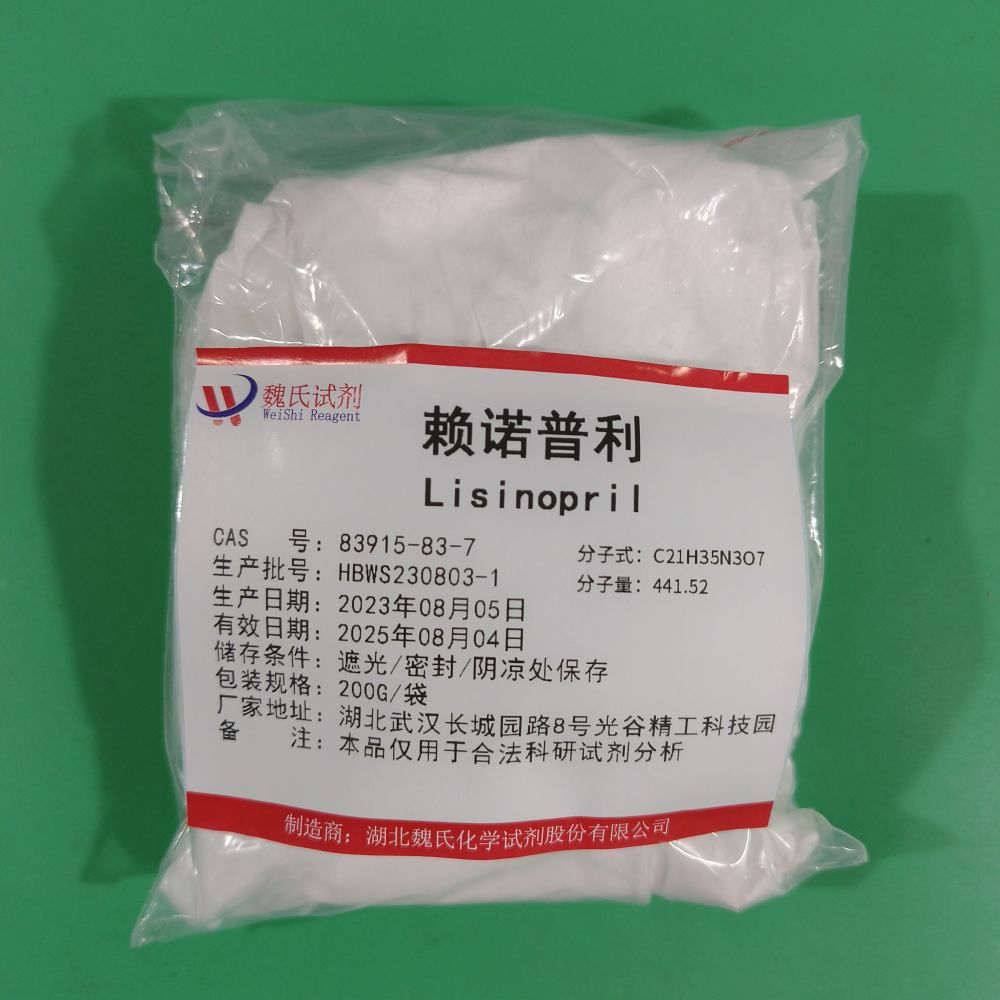 魏氏试剂
WeiShi Reagent
赖诺普利
Lisinopril
CAS 号：83915-83-7
分子式：C21H35N3O7
生产批号：HBWS230803-1
分子量：441.52
生产日期：2023年08月05日
有效日期：2025年08月04日
储存条件：遮光/密封/阴凉处保存
包装规格：200G/袋
厂家地址：湖北武汉长城园路8号光谷精工科技园
备 注：本品仅用于合法科研试剂分析
制造商：湖北魏氏化学试剂股份有限公司